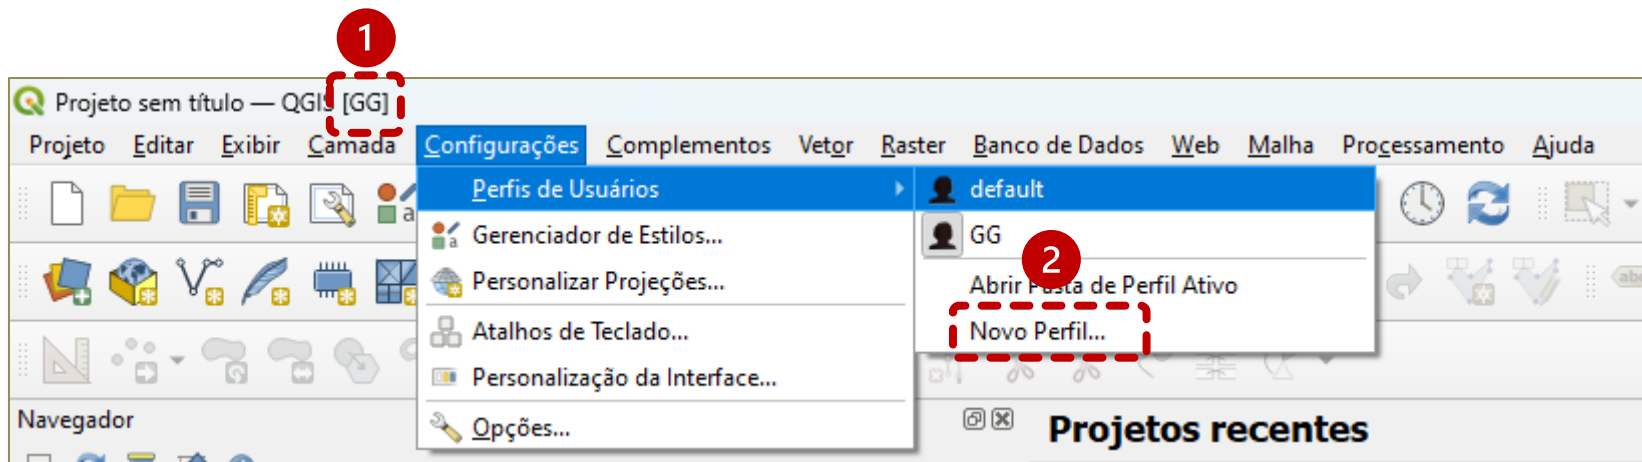 1
Projeto sem título — QGIS [GG]
Projeto Editar Exibir Camada Configurações Complementos Vetor Raster Banco de Dados Web Malha Processamento Ajuda
Perfis de Usuários
default
a
Gerenciador de Estilos...
GG
2
Personalizar Projeções...
Abrir Pasta de Perfil Ativo
abc
Atalhos de Teclado...
Novo Perfil...
Personalização da Interface...
Navegador
Opções...
Projetos recentes